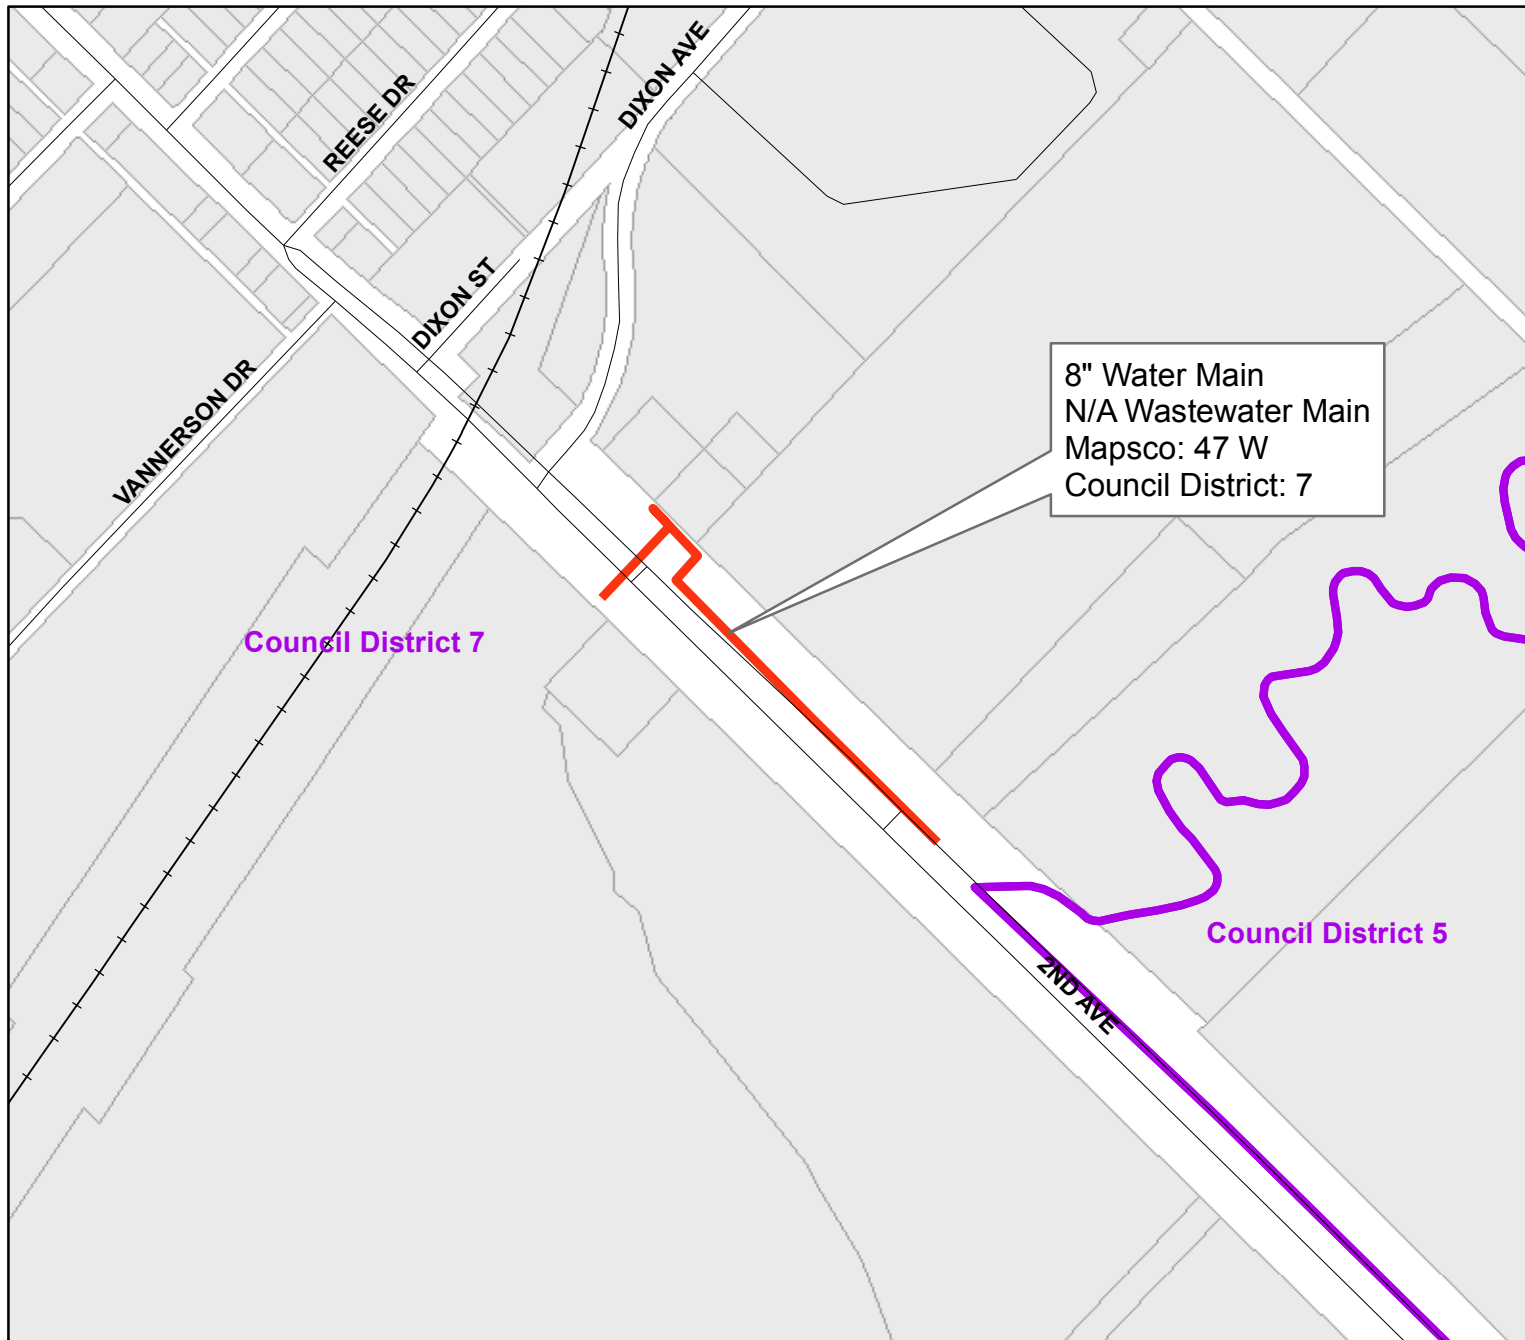 DIXON AVE
REESE DR
DIXON ST
VANNERSON DR
8" Water Main
N/A Wastewater Main
Mapsco: 47 W
Council District: 7
Council District 7
Council District 5
2ND AVE